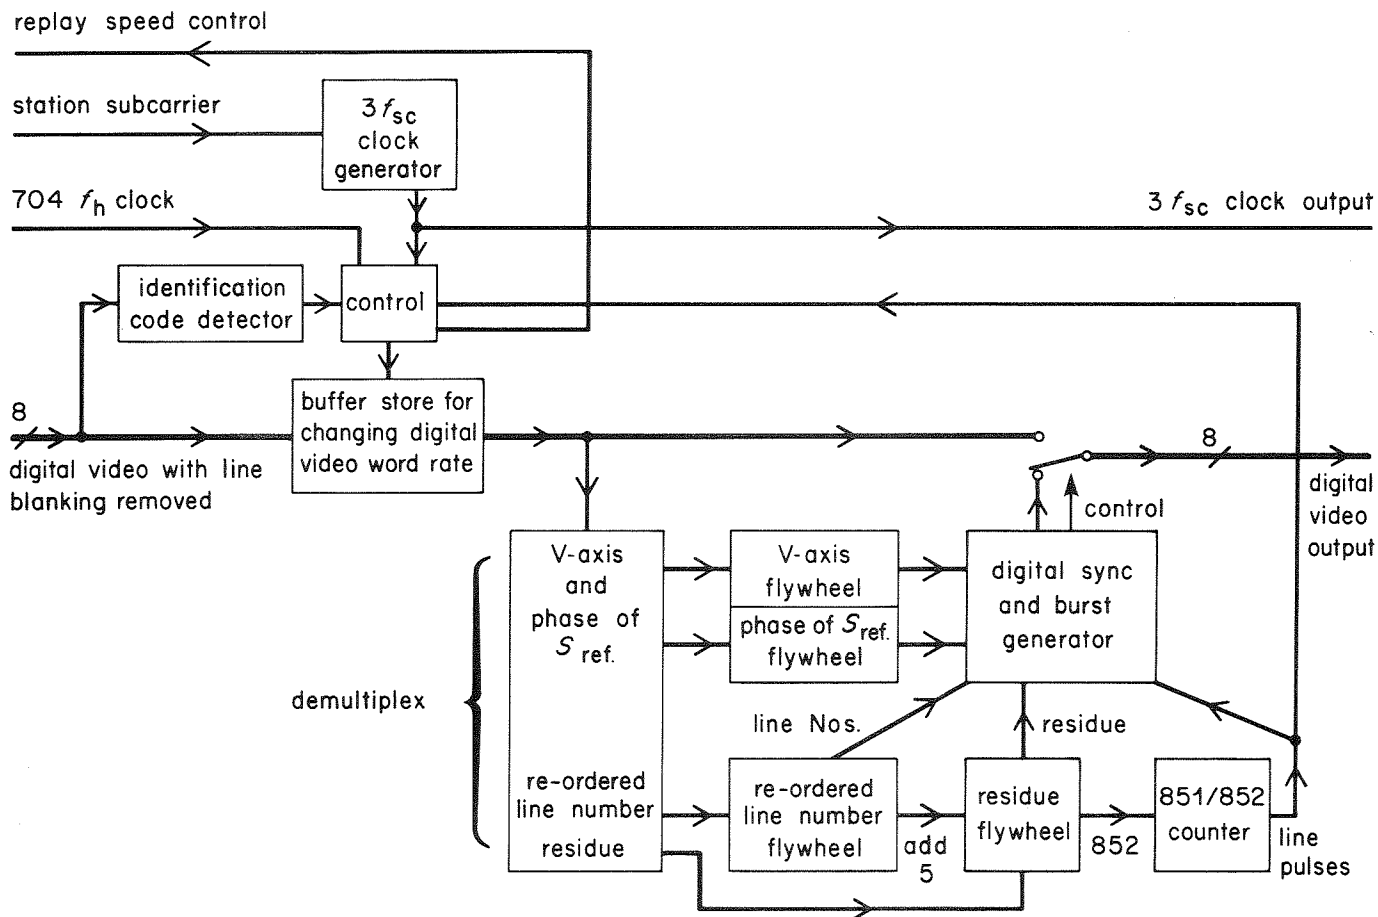 replay speed control
station subcarrier
3 fsc
clock
generator
704 fh clock
3 fsc clock output
identification
code detector
control
8
buffer store for
changing digital
video word rate
digital video with line
blanking removed
8
digital
video
output
control
V-axis
and
phase of
S ref.
V-axis
flywheel
phase of Sref.
flywheel
digital sync
and burst
generator
demultiplex
line Nos.
residue
re-ordered
line number
residue
re-ordered
line number
flywheel
add
5
residue
flywheel
852
851/852
counter
line
pulses